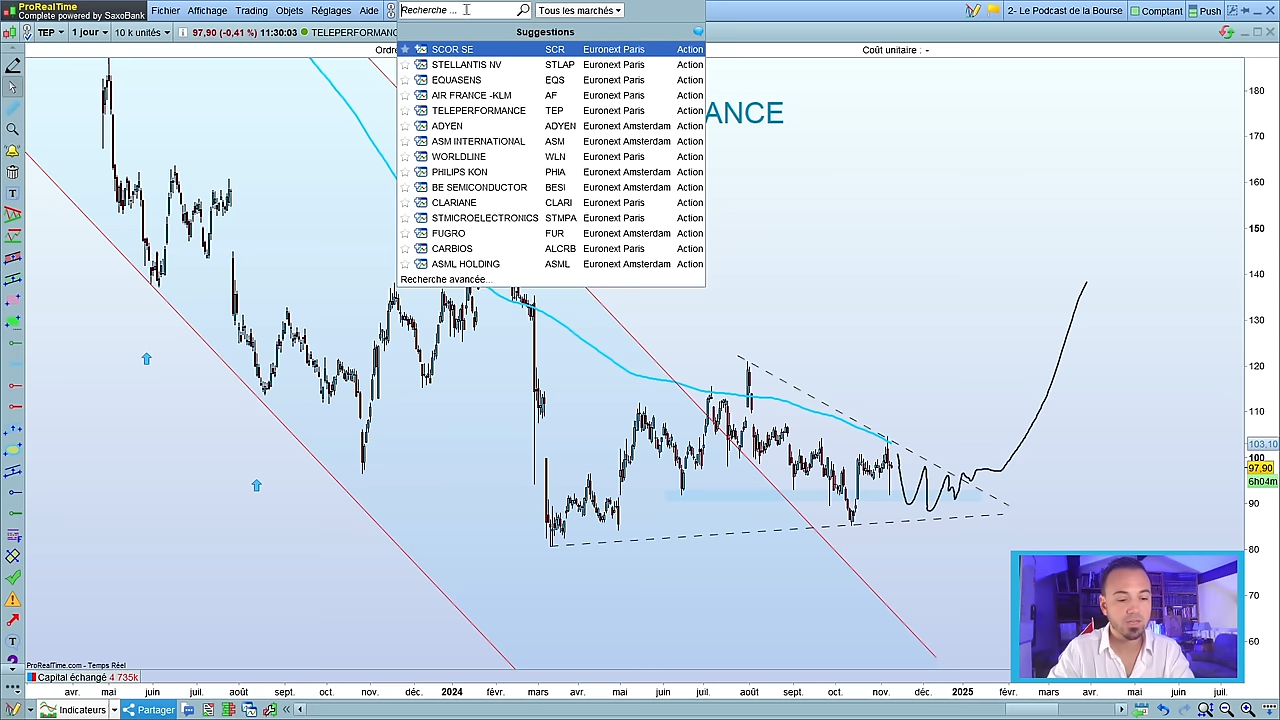 ProRealTime
Complete powered by SaxoBank
Fichier Affichage Trading Objets Réglages Aide
Recherche ...
Tous les marchés
2- Le Podcast de la Bourse
Comptant
Push
TEP
1 jour
10 k unités
97,90 (-0,41 %) 11:30:03
TELEPERFORMANC
Ordre
Coût unitaire : -
Suggestions
SCOR SE SCR Euronext Paris Action
STELLANTIS NV STLAP Euronext Paris Action
EQUASENS EQS Euronext Paris Action
AIR FRANCE -KLM AF Euronext Paris Action
TELEPERFORMANCE TEP Euronext Paris Action
ADYEN ADYEN Euronext Amsterdam Action
ASM INTERNATIONAL ASM Euronext Amsterdam Action
WORLDLINE WLN Euronext Paris Action
PHILIPS KON PHIA Euronext Amsterdam Action
BE SEMICONDUCTOR BESI Euronext Amsterdam Action
CLARIANE CLARI Euronext Paris Action
STMICROELECTRONICS STMPA Euronext Paris Action
FUGRO FUR Euronext Amsterdam Action
CARBIOS ALCRB Euronext Paris Action
ASML HOLDING ASML Euronext Amsterdam Action
Recherche avancée...
ANCE
180
170
160
150
140
130
120
110
103,10
100
97,90
6h04m
90
80
70
60
ProRealTime.com - Temps Réel
Capital échangé 4 735k
avr. mai juin juil. août sept. oct. nov. déc. 2024 févr. mars avr. mai juin juil. août sept. oct. nov. déc. 2025 févr. mars avr. mai juin juil.
Indicateurs
Partager